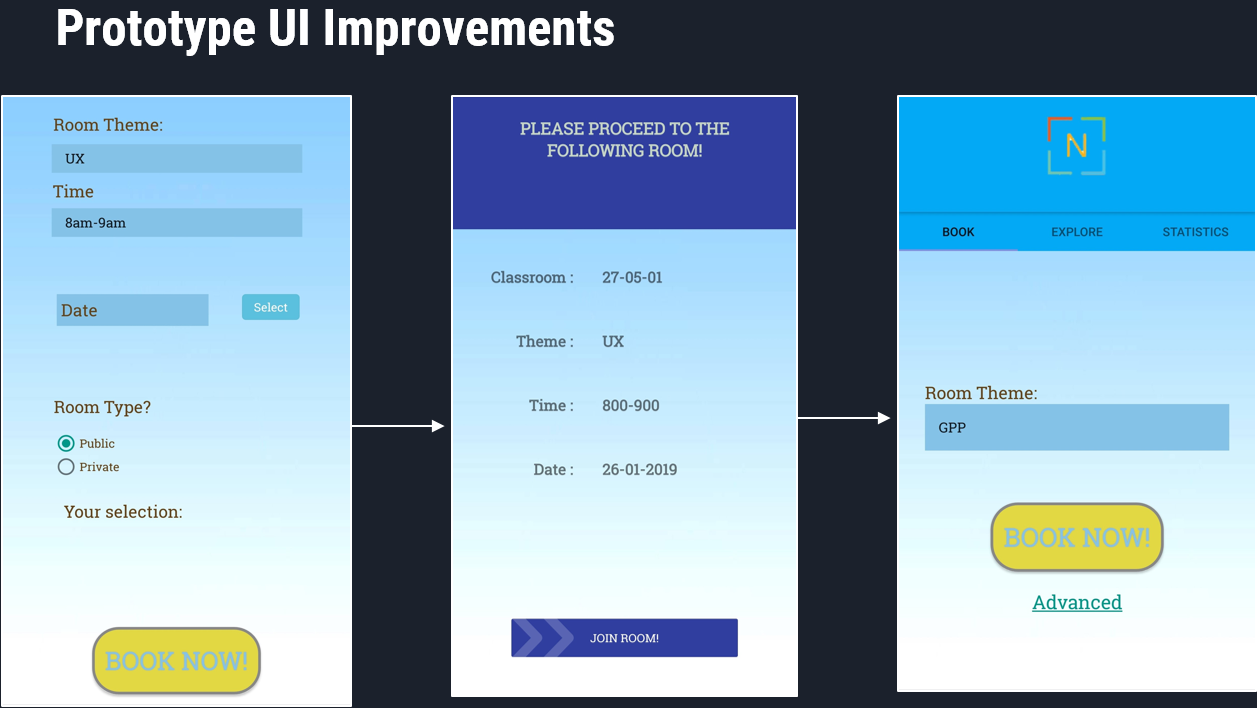 Prototype UI Improvements
Room Theme:
UX
Time
8am-9am
Date
Select
Room Type?
Public
Private
Your selection:
BOOK NOW!
PLEASE PROCEED TO THE
FOLLOWING ROOM!
Classroom : 27-05-01
Theme : UX
Time : 800-900
Date : 26-01-2019
JOIN ROOM!
N
BOOK EXPLORE STATISTICS
Room Theme:
GPP
BOOK NOW!
Advanced